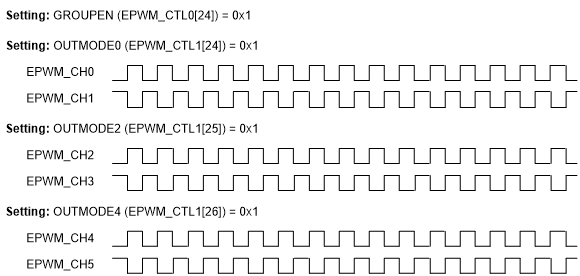 Setting: GROUPEN (EPWM_CTL0[24]) = 0x1
Setting: OUTMODE0 (EPWM_CTL1[24]) = 0x1
EPWM_CH0
EPWM_CH1
Setting: OUTMODE2 (EPWM_CTL1[25]) = 0x1
EPWM_CH2
EPWM_CH3
Setting: OUTMODE4 (EPWM_CTL1[26]) = 0x1
EPWM_CH4
EPWM_CH5